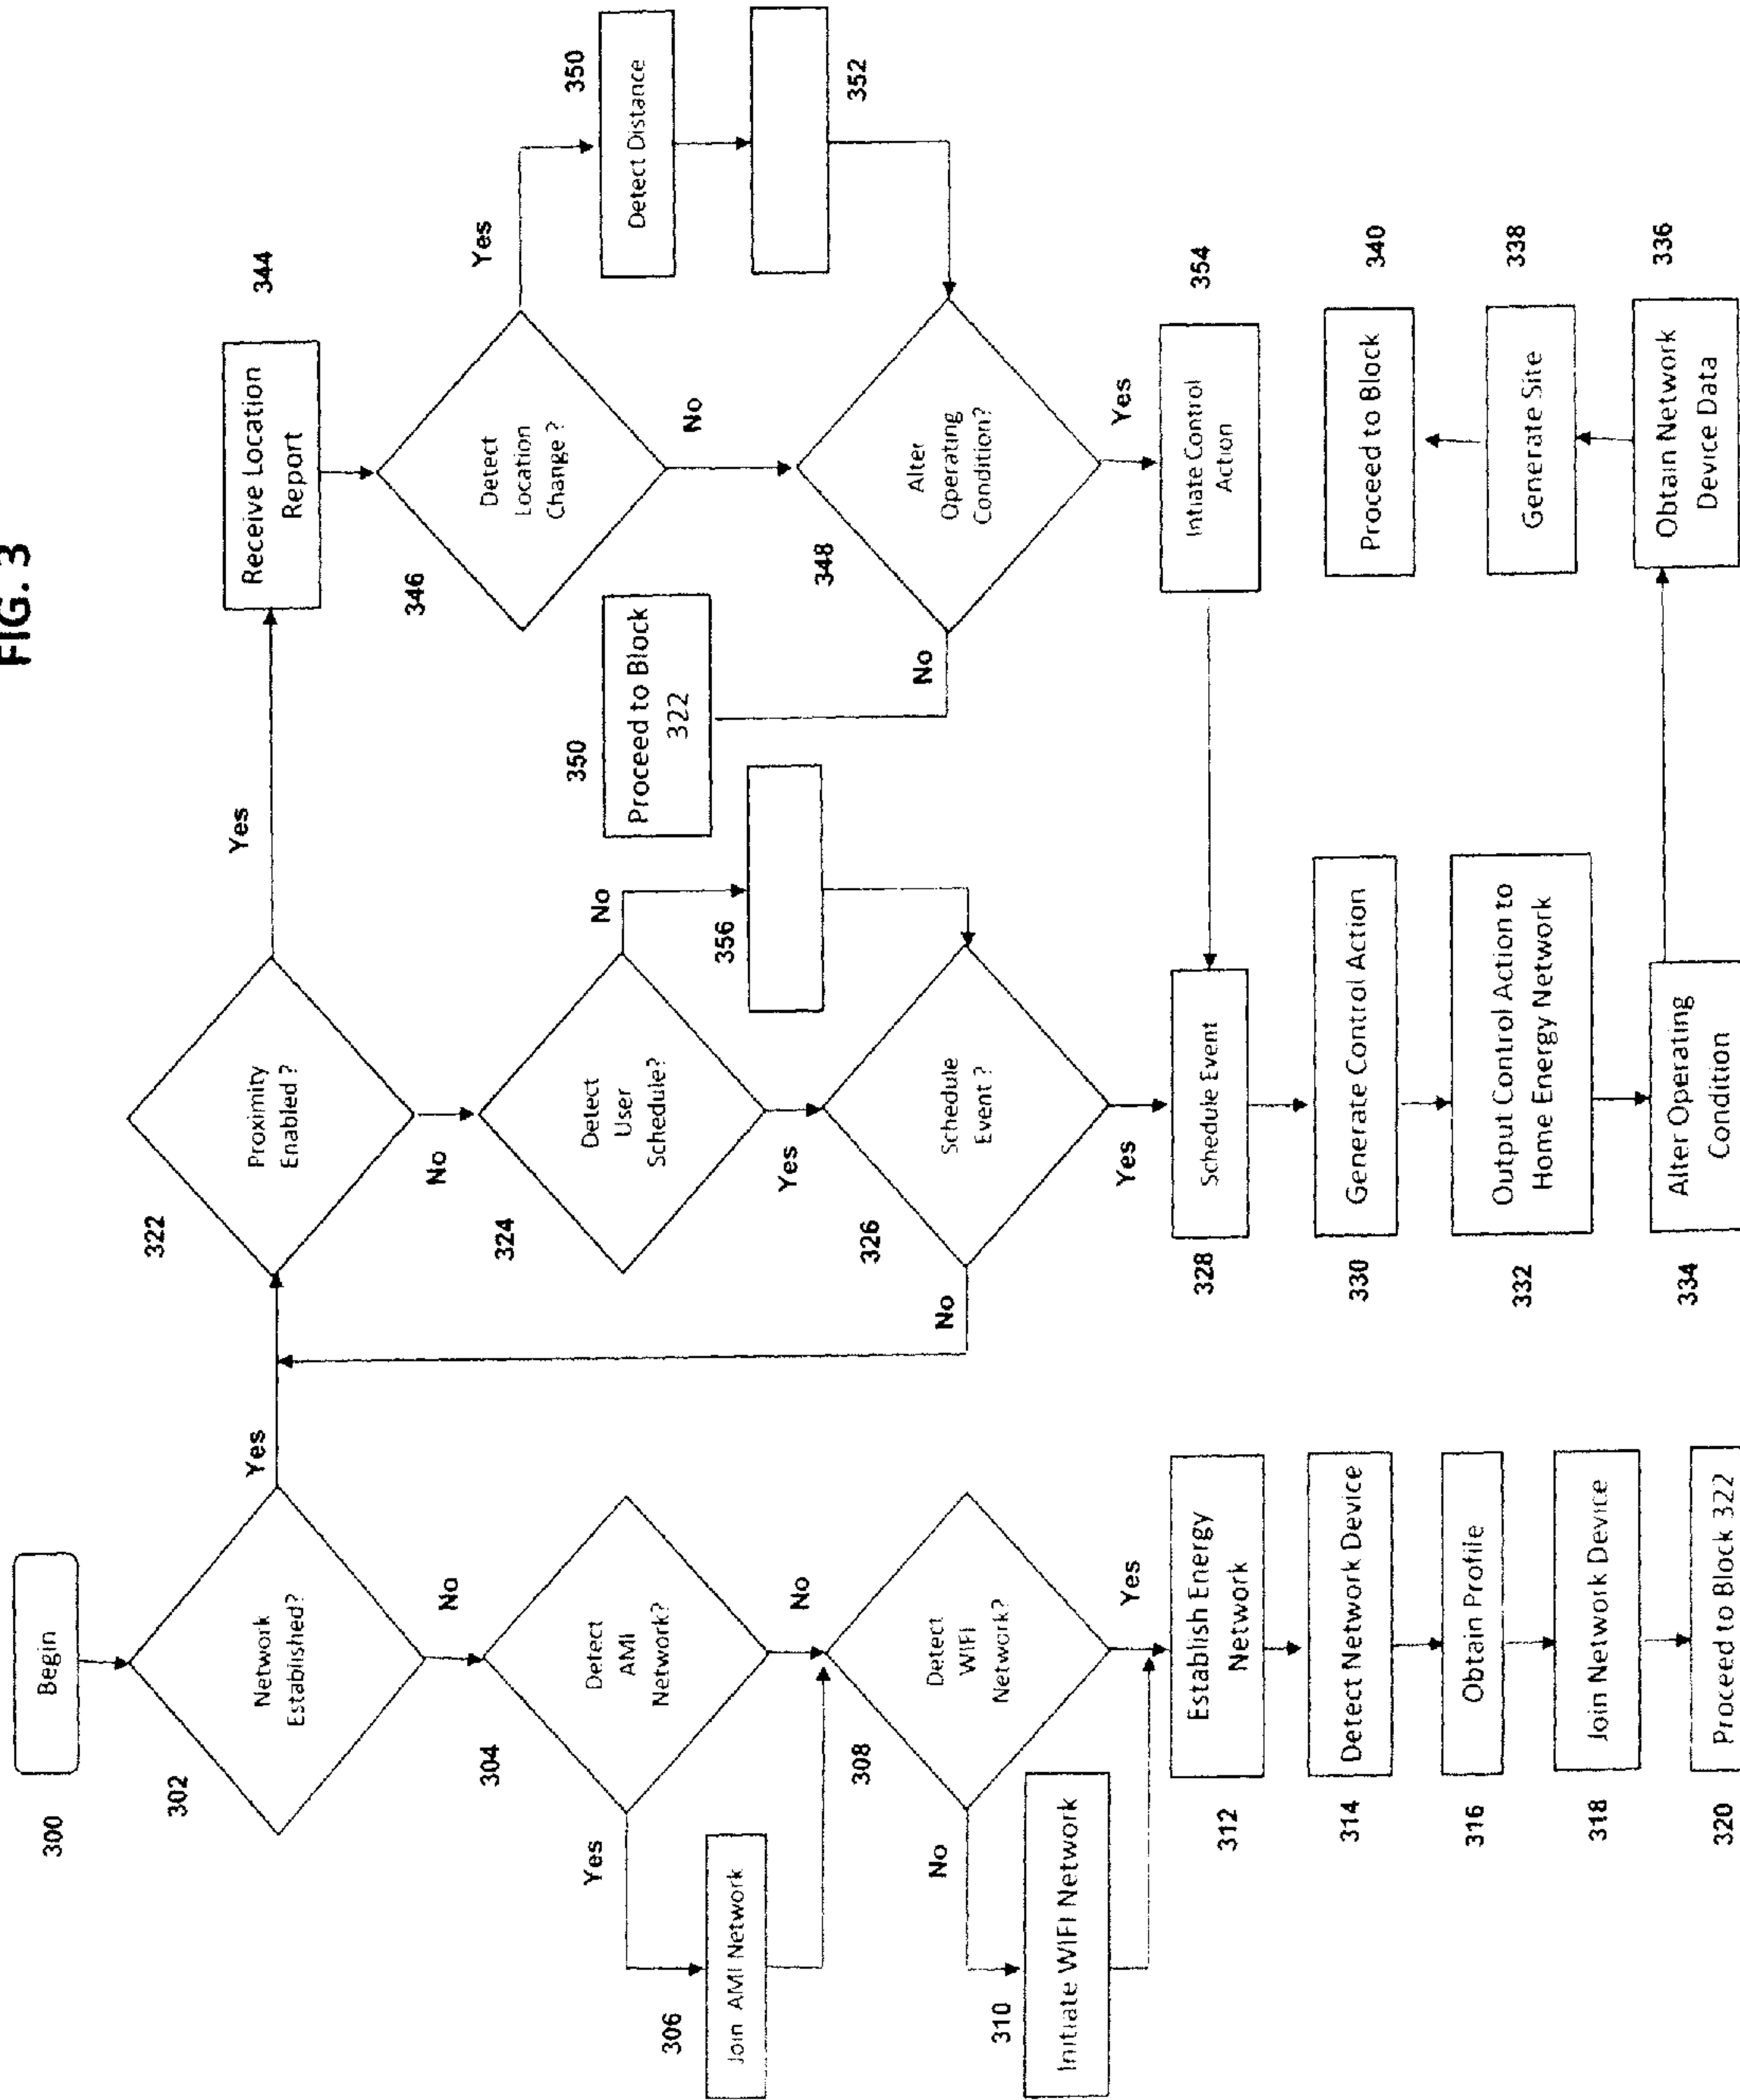 FIG. 3
300
Begin
302
Network
Established?
Yes
No
304
Detect
AMI
Network?
Yes
No
306
Join AMI Network
308
Detect
WIFI
Network?
No
Yes
310
Initiate WIFI Network
312
Establish Energy
Network
314
Detect Network Device
316
Obtain Profile
318
Join Network Device
320
Proceed to Block 322
322
Proximity
Enabled?
Yes
No
324
Detect
User
Schedule?
No
Yes
356
326
Schedule
Event?
No
Yes
328
Schedule Event
330
Generate Control Action
332
Output Control Action to
Home Energy Network
334
Alter Operating
Condition
344
Receive Location
Report
346
Detect
Location
Change?
Yes
No
350
Detect Distance
352
350
Proceed to Block
322
348
Alter
Operating
Condition?
No
Yes
354
Intiate Control
Action
340
Proceed to Block
338
Generate Site
336
Obtain Network
Device Data